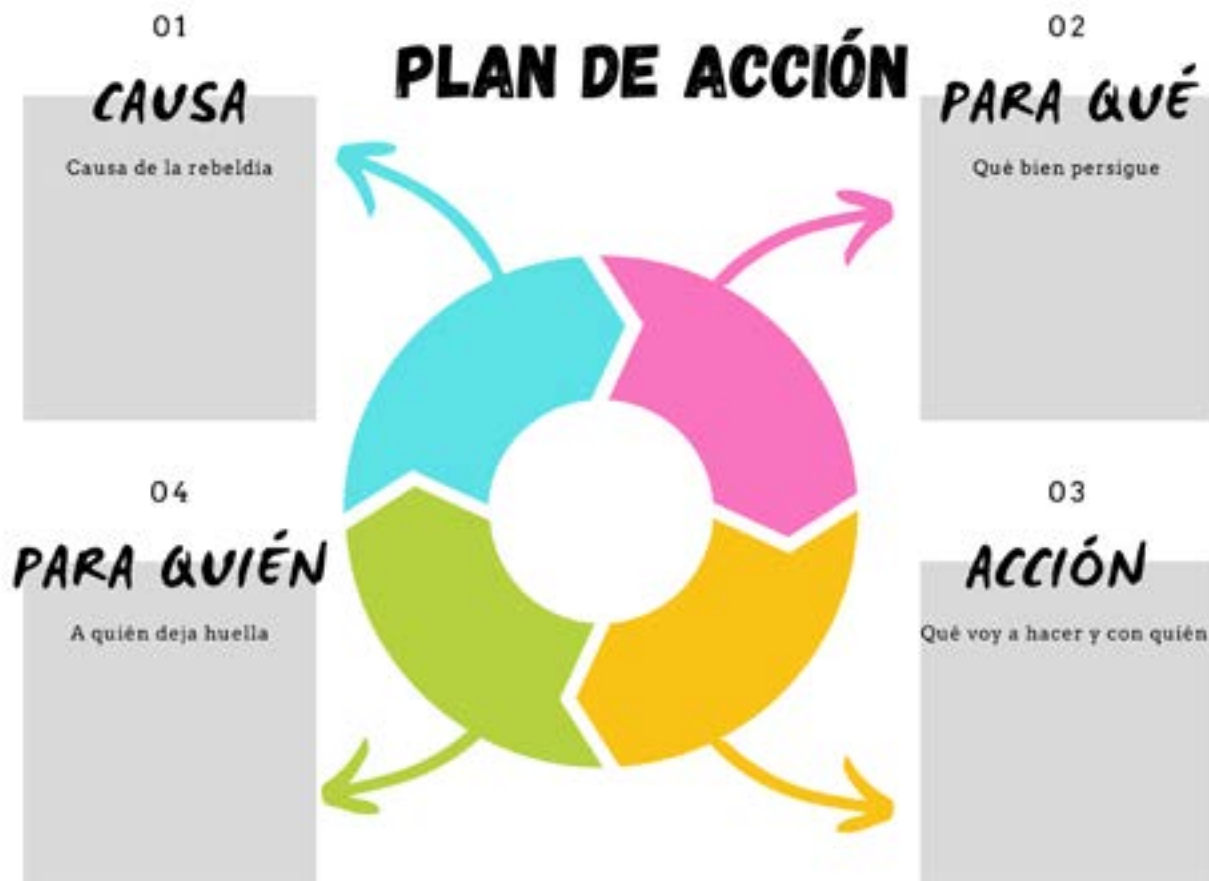 PLAN DE ACCIÓN
01
CAUSA
Causa de la rebeldía
02
PARA QUÉ
Qué bien persigue
03
ACCIÓN
Qué voy a hacer y con quién
04
PARA QUIÉN
A quién deja huella